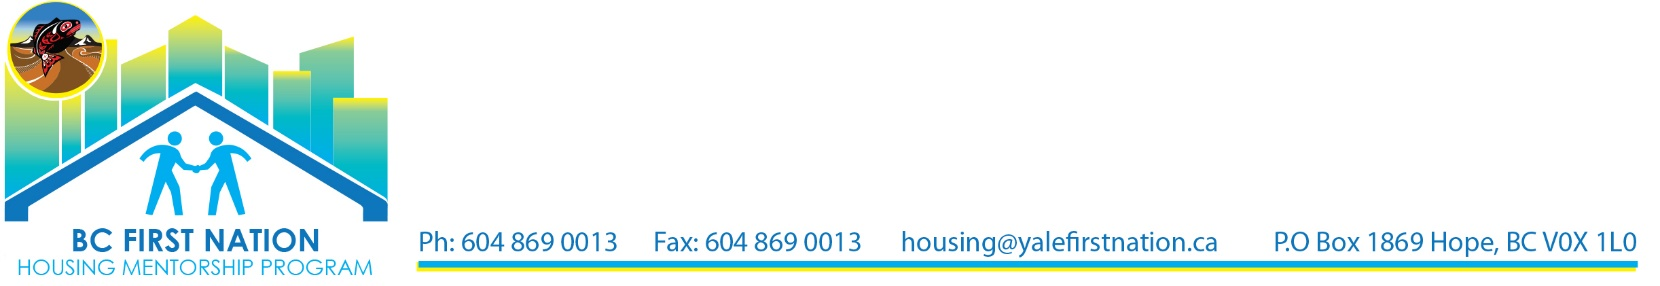 BC FIRST NATION
HOUSING MENTORSHIP PROGRAM
Ph: 604 869 0013 Fax: 604 869 0013 housing@yalefirstnation.ca P.O Box 1869 Hope, BC V0X 1L0